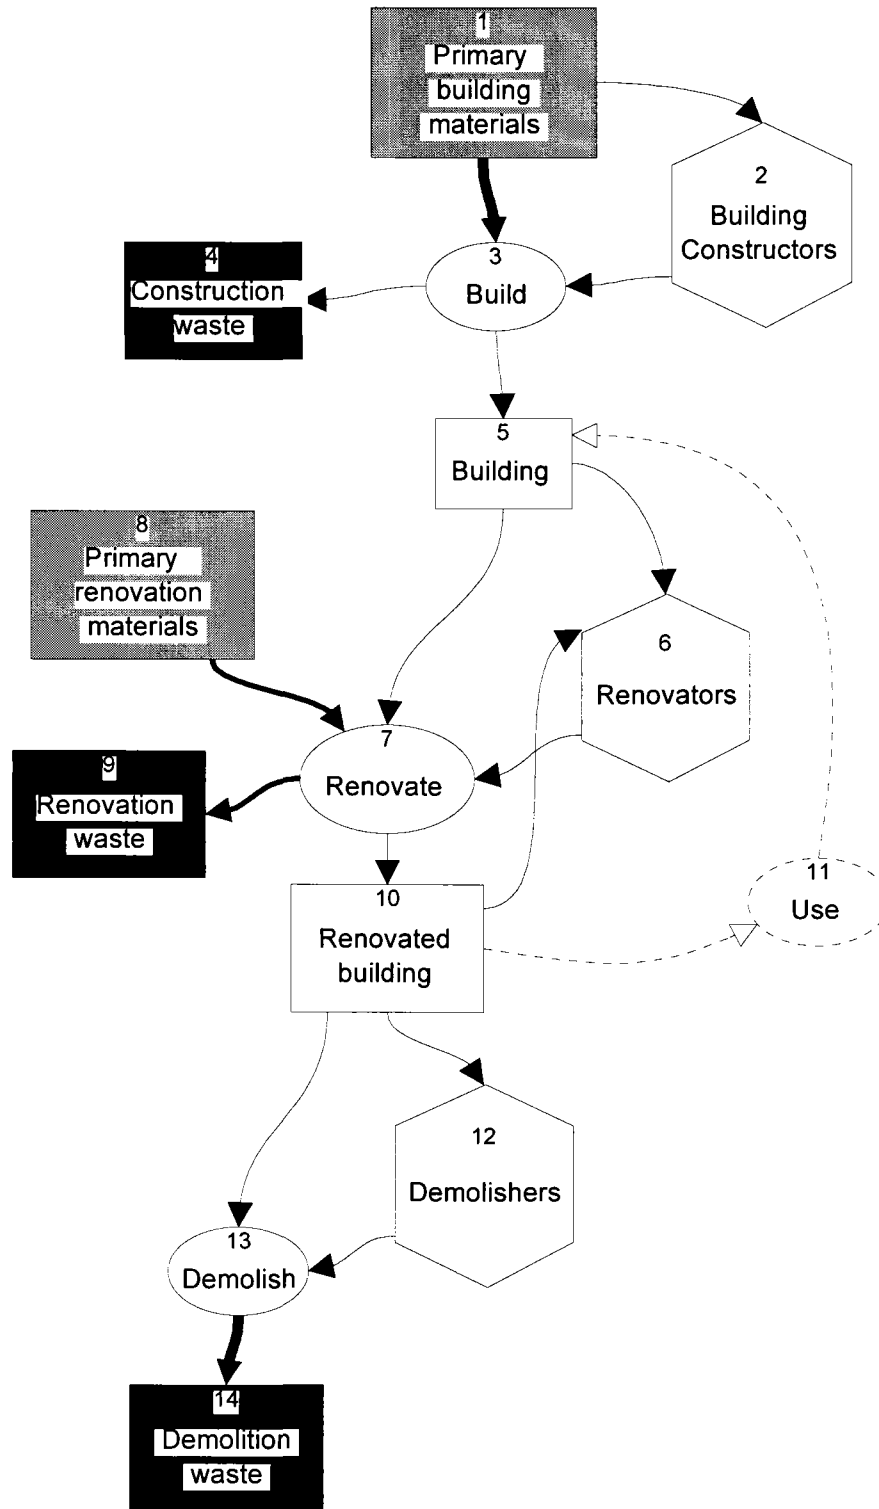 1
Primary
building
materials
2
Building
Constructors
3
Build
4
Construction
waste
5
Building
6
Renovators
7
Renovate
8
Primary
renovation
materials
9
Renovation
waste
10
Renovated
building
11
Use
12
Demolishers
13
Demolish
14
Demolition
waste